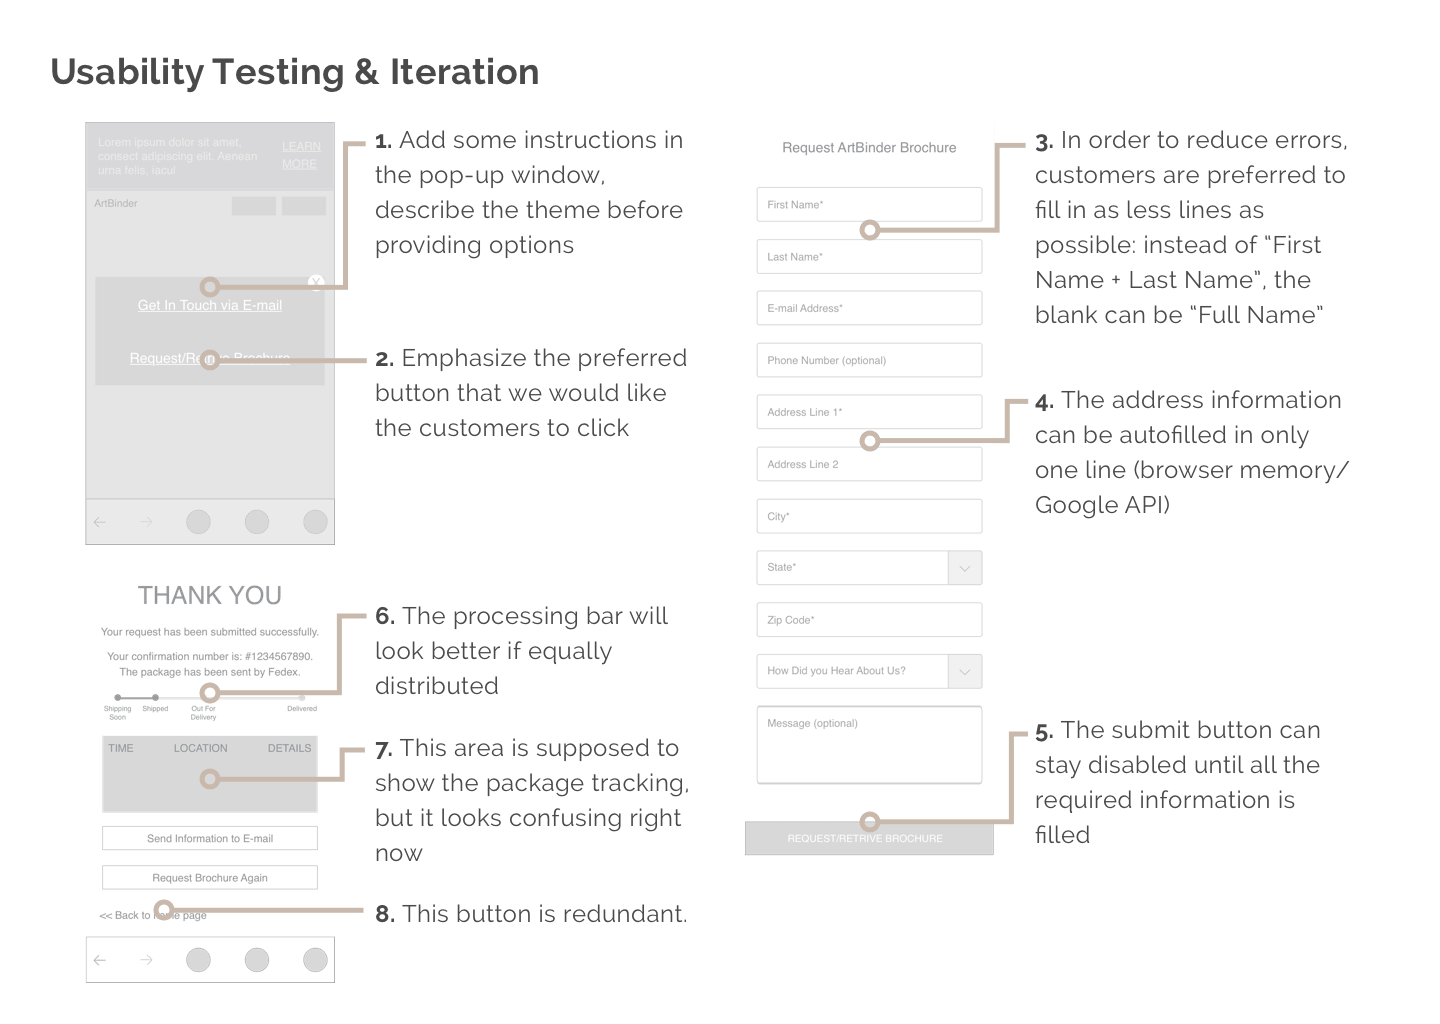 Usability Testing & Iteration
Lorem ipsum dolor sit amet,
consect adipiscing elit. Aenean
urna felis, iacul
LEARN
MORE
ArtBinder
X
Get In Touch via E-mail
Request/Retrive Brochure
1. Add some instructions in
the pop-up window,
describe the theme before
providing options
2. Emphasize the preferred
button that we would like
the customers to click
Request ArtBinder Brochure
First Name*
Last Name*
E-mail Address*
Phone Number (optional)
Address Line 1*
Address Line 2
City*
State*
Zip Code*
How Did you Hear About Us?
Message (optional)
REQUEST/RETRIVE BROCHURE
3. In order to reduce errors,
customers are preferred to
fill in as less lines as
possible: instead of “First
Name + Last Name”, the
blank can be “Full Name”
4. The address information
can be autofilled in only
one line (browser memory/
Google API)
5. The submit button can
stay disabled until all the
required information is
filled
THANK YOU
Your request has been submitted successfully.
Your confirmation number is: #1234567890.
The package has been sent by Fedex.
Shipping
Soon
Shipped
Out For
Delivery
Delivered
TIME LOCATION DETAILS
Send Information to E-mail
Request Brochure Again
<< Back to home page
6. The processing bar will
look better if equally
distributed
7. This area is supposed to
show the package tracking,
but it looks confusing right
now
8. This button is redundant.